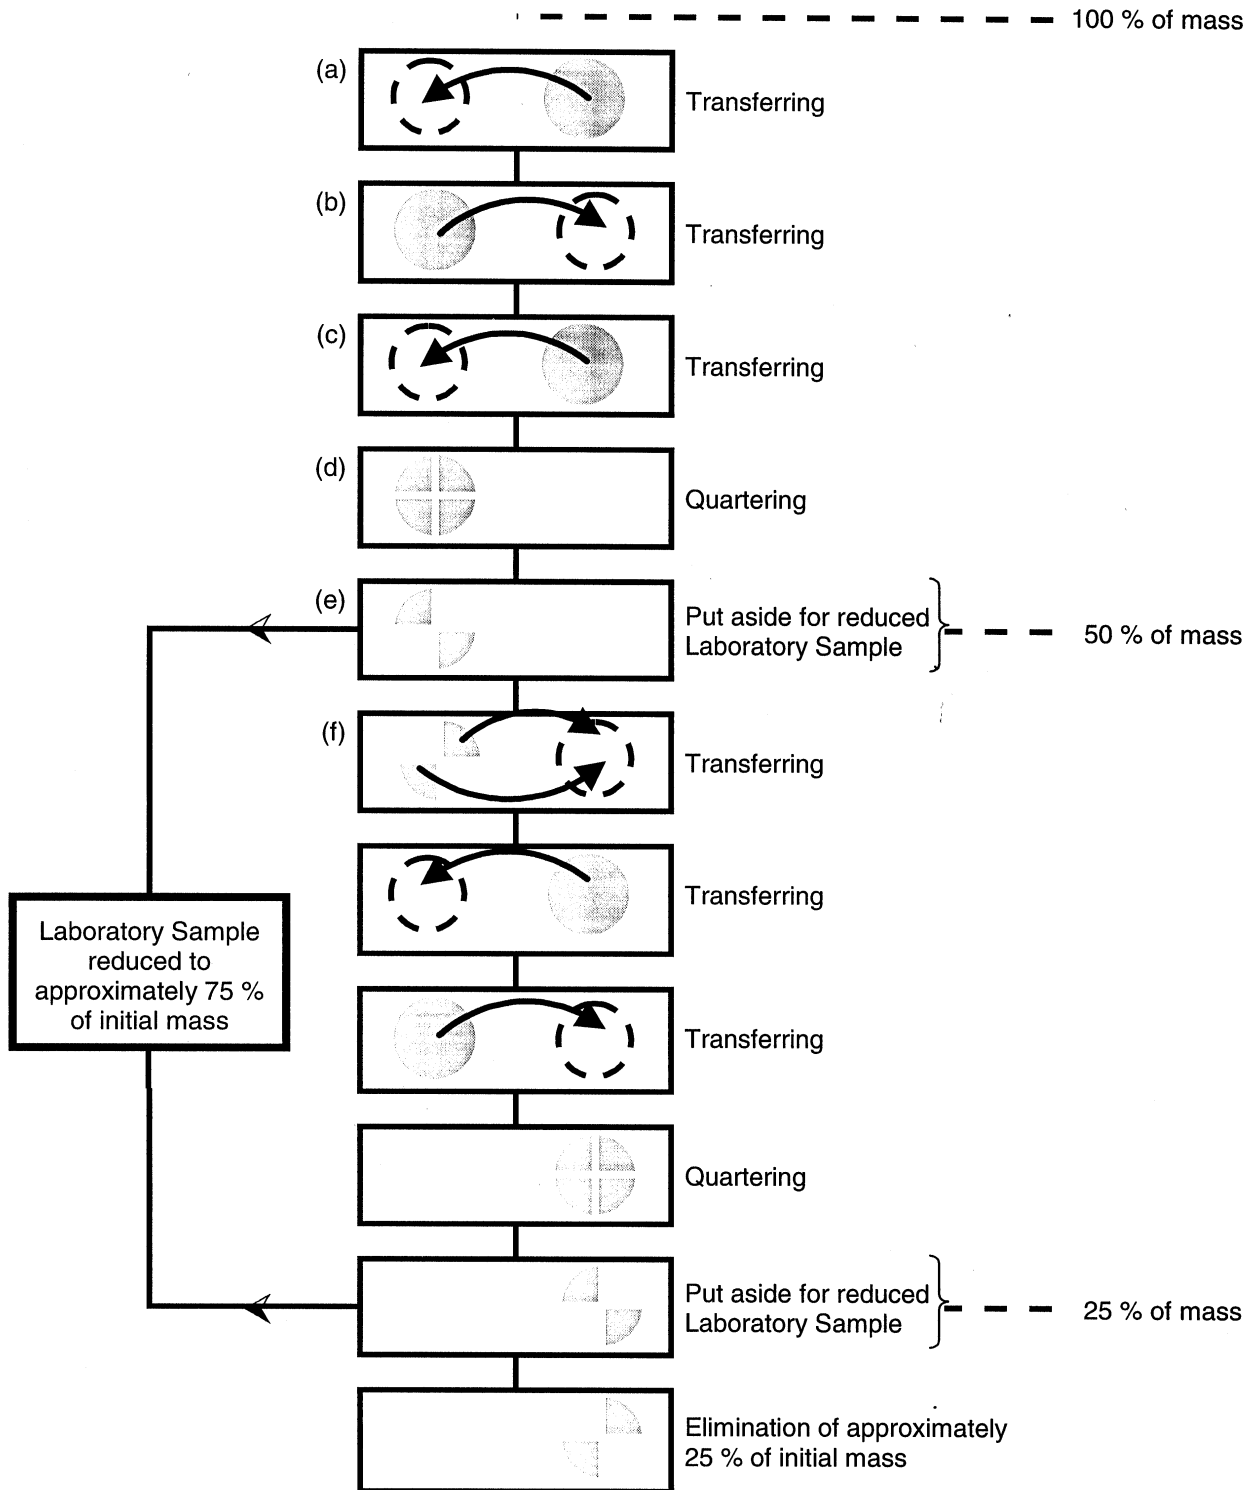 100 % of mass
(a)
Transferring
(b)
Transferring
(c)
Transferring
(d)
Quartering
(e)
Put aside for reduced
Laboratory Sample
50 % of mass
(f)
Transferring
Transferring
Laboratory Sample
reduced to
approximately 75 %
of initial mass
Transferring
Quartering
Put aside for reduced
Laboratory Sample
25 % of mass
Elimination of approximately
25 % of initial mass